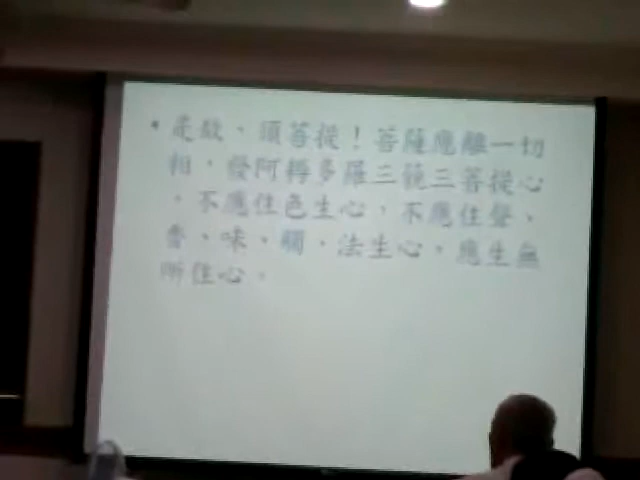 • 是故，須菩提！菩薩應離一切
相，發阿耨多羅三藐三菩提心
，不應住色生心，不應住聲、
香、味、觸、法生心，應生無
所住心。